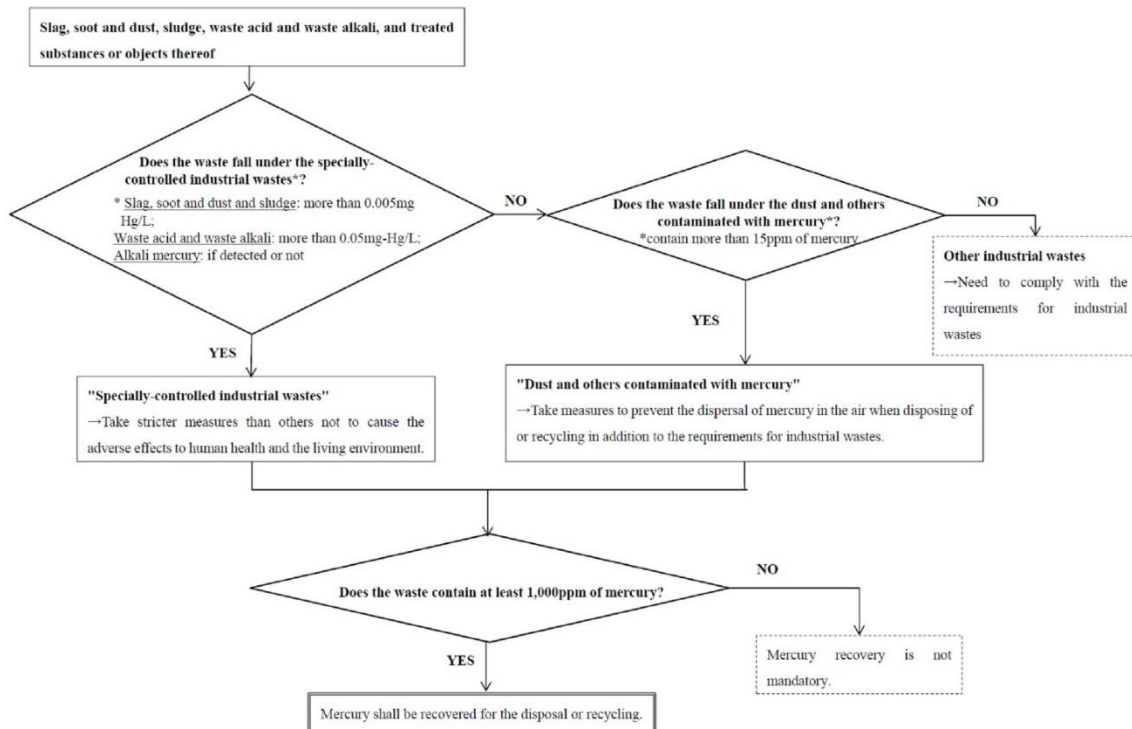 Slag, soot and dust, sludge, waste acid and waste alkali, and treated
substances or objects thereof
Does the waste fall under the specially-
controlled industrial wastes*?
* Slag, soot and dust and sludge: more than 0.005mg
Hg/L;
Waste acid and waste alkali: more than 0.05mg-Hg/L;
Alkali mercury: if detected or not
NO
Does the waste fall under the dust and others
contaminated with mercury*?
*contain more than 15ppm of mercury
NO
Other industrial wastes
→Need to comply with the
requirements for industrial
wastes
YES
YES
"Specially-controlled industrial wastes"
→Take stricter measures than others not to cause the
adverse effects to human health and the living environment.
"Dust and others contaminated with mercury"
→Take measures to prevent the dispersal of mercury in the air when disposing of
or recycling in addition to the requirements for industrial wastes.
Does the waste contain at least 1,000ppm of mercury?
NO
YES
Mercury recovery is not
mandatory.
Mercury shall be recovered for the disposal or recycling.